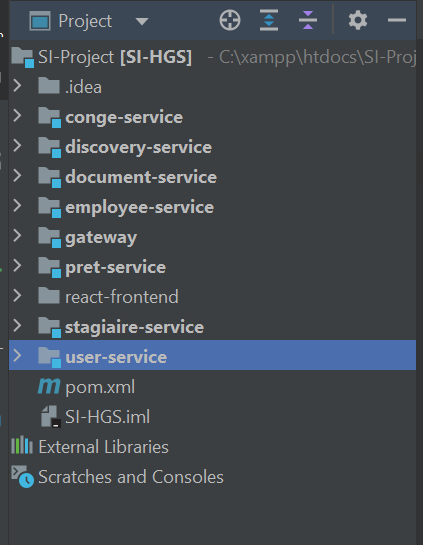 Project
SI-Project [SI-HGS] - C:\xampp\htdocs\SI-Proj
.idea
conge-service
discovery-service
document-service
employee-service
gateway
pret-service
react-frontend
stagiaire-service
user-service
m pom.xml
SI-HGS.iml
External Libraries
Scratches and Consoles